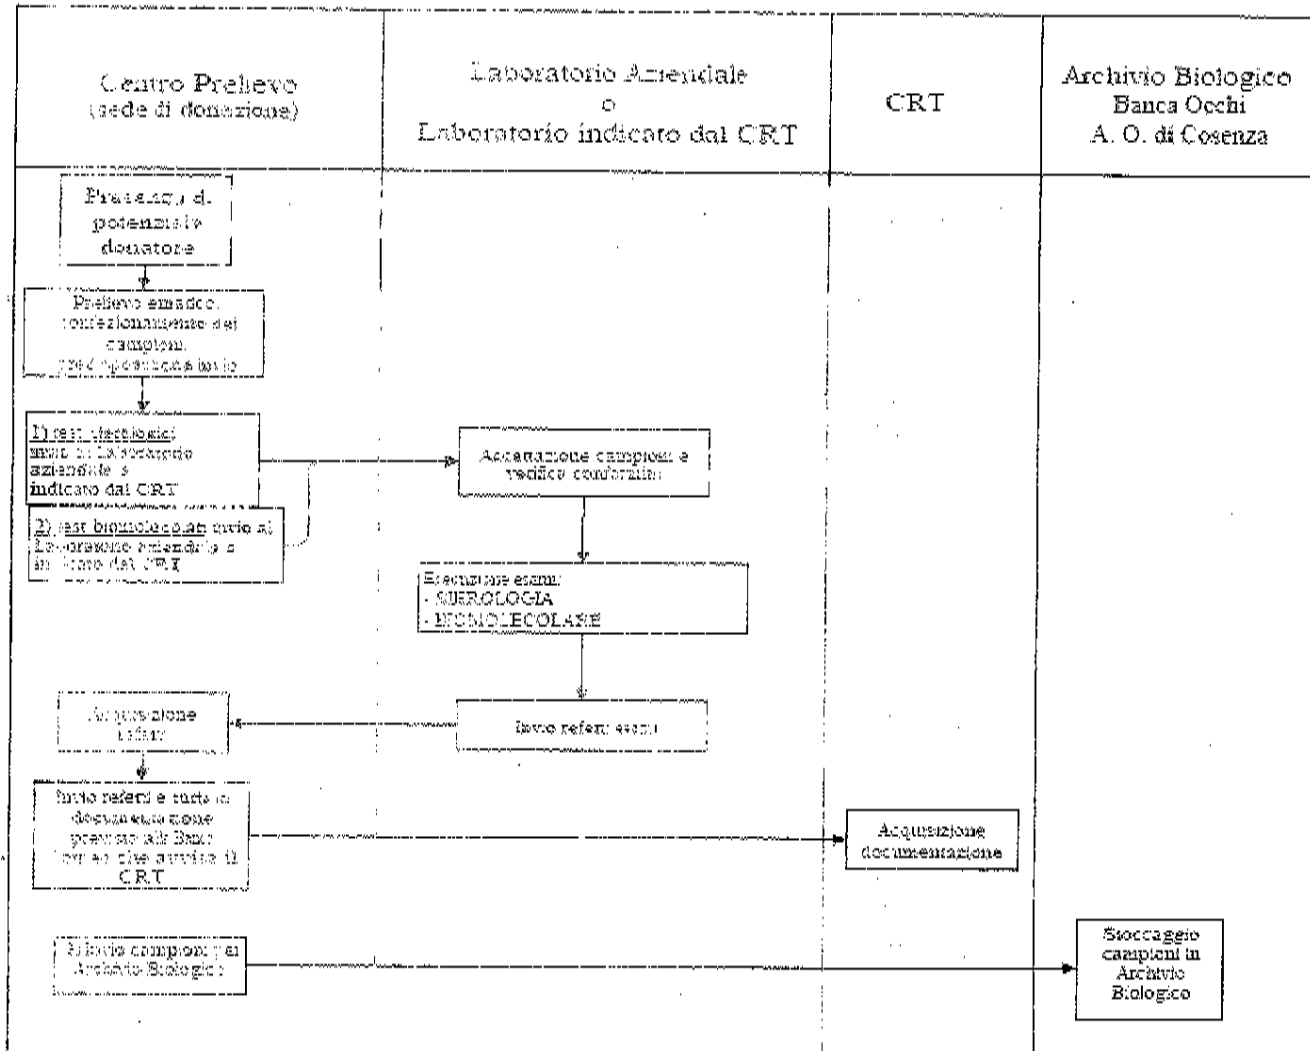 Centro Prelievo
(sede di donazione)
Laboratorio Aziendale
o
Laboratorio indicato dal CRT
CRT
Archivio Biologico
Banca Occhi
A. O. di Cosenza
Presenza di
potenziale
donatore
Prelievo ematico,
confezionamento dei
campioni,
predisposizione invio
1) test sierologici
invio al Laboratorio
aziendale o
indicato dal CRT
2) test biomolecolari invio al
Laboratorio aziendale o
indicato dal CRT
Accettazione campioni e
verifica conformità
Esecuzione esami:
- SIEROLOGIA
- BIOMOLECOLARE
Invio referti esami
Acquisizione
referti
Invio referti e tutta la
documentazione
prevista alla Banca
che avvisa il
CRT
Acquisizione
documentazione
Invio campioni per
Archivio Biologico
Stoccaggio
campioni in
Archivio
Biologico